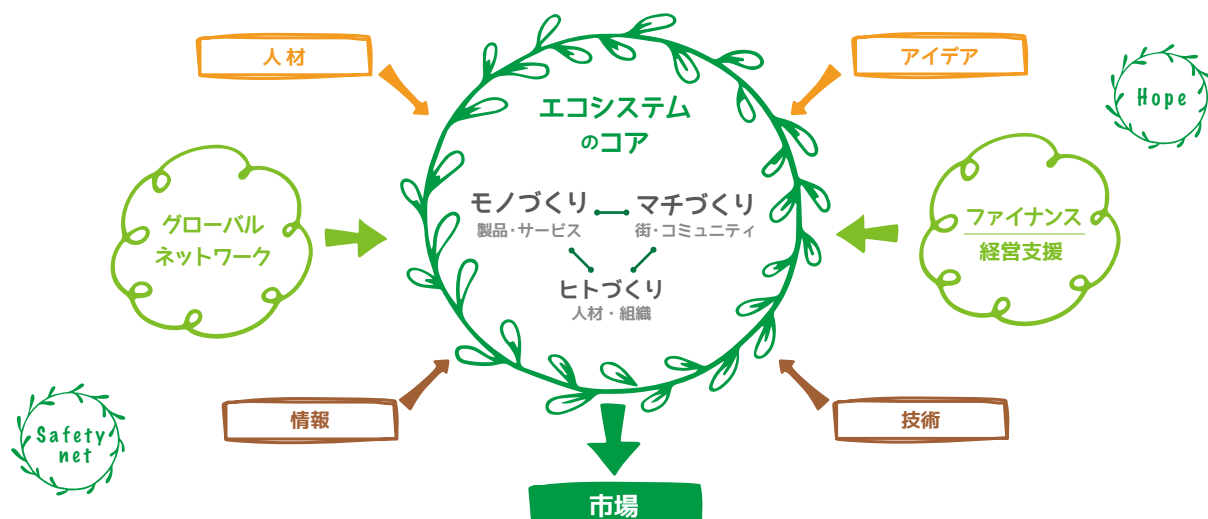 人材
アイデア
Hope
エコシステム
のコア
グローバル
ネットワーク
モノづくり
製品・サービス
マチづくり
街・コミュニティ
ヒトづくり
人材・組織
ファイナンス
経営支援
情報
技術
Safety
net
市場